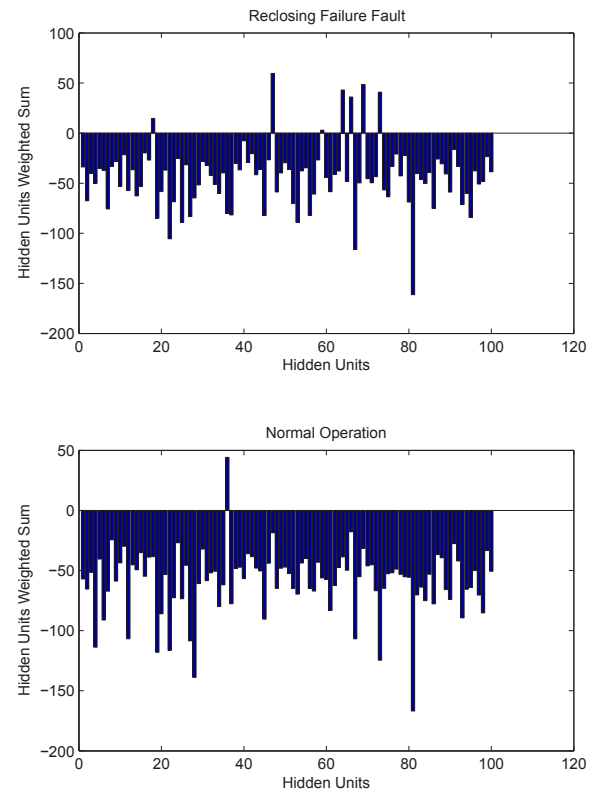 Reclosing Failure Fault
100
50
0
−50
−100
−150
−200
Hidden Units Weighted Sum
0 20 40 60 80 100 120
Hidden Units
Normal Operation
50
0
−50
−100
−150
−200
Hidden Units Weighted Sum
0 20 40 60 80 100 120
Hidden Units